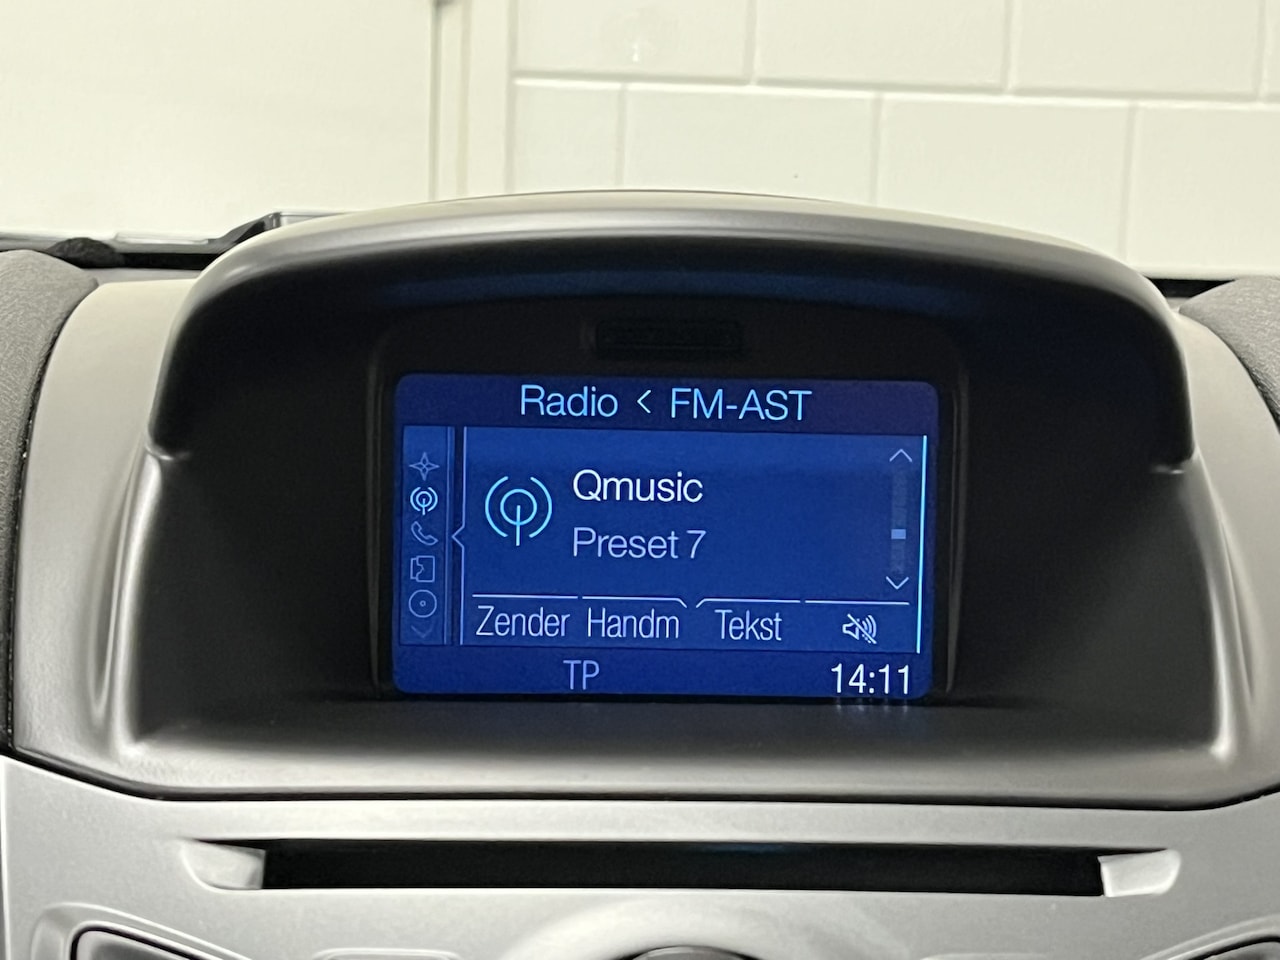 Radio < FM-AST
Qmusic
Preset 7
Zender Handm Tekst
TP 14:11